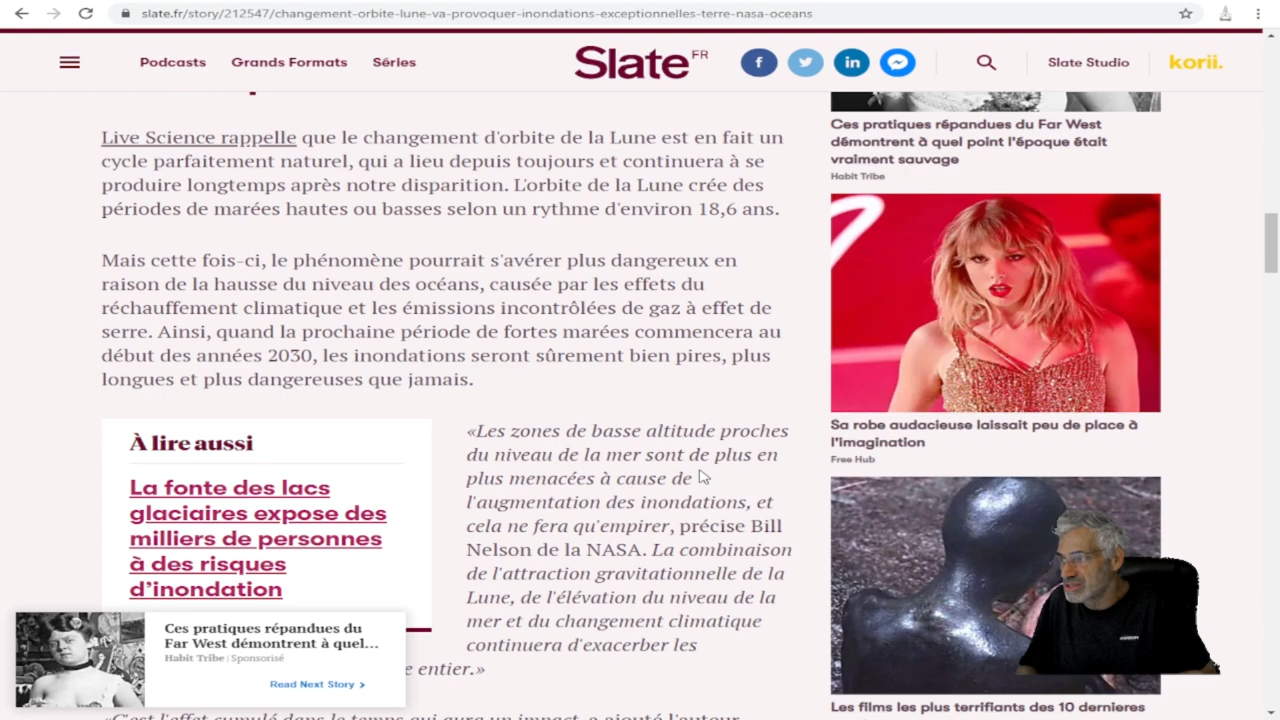 slate.fr/story/212547/changement-orbite-lune-va-provoquer-inondations-exceptionnelles-terre-nasa-oceans
Podcasts
Grands Formats
Séries
Slate FR
Slate Studio
korii.
Live Science rappelle que le changement d'orbite de la Lune est en fait un
cycle parfaitement naturel, qui a lieu depuis toujours et continuera à se
produire longtemps après notre disparition. L'orbite de la Lune crée des
périodes de marées hautes ou basses selon un rythme d'environ 18,6 ans.
Mais cette fois-ci, le phénomène pourrait s'avérer plus dangereux en
raison de la hausse du niveau des océans, causée par les effets du
réchauffement climatique et les émissions incontrôlées de gaz à effet de
serre. Ainsi, quand la prochaine période de fortes marées commencera au
début des années 2030, les inondations seront sûrement bien pires, plus
longues et plus dangereuses que jamais.
À lire aussi
La fonte des lacs
glaciaires expose des
milliers de personnes
à des risques
d'inondation
«Les zones de basse altitude proches
du niveau de la mer sont de plus en
plus menacées à cause de
l'augmentation des inondations, et
cela ne fera qu'empirer, précise Bill
Nelson de la NASA. La combinaison
de l'attraction gravitationnelle de la
Lune, de l'élévation du niveau de la
mer et du changement climatique
continuera d'exacerber les
e entier.»
«C'est l'effet cumulé dans le temps qui aura un impact, a ajouté l'autour
Ces pratiques répandues du
Far West démontrent à quel...
Habit Tribe | Sponsorisé
Read Next Story >
Ces pratiques répandues du Far West
démontrent à quel point l'époque était
vraiment sauvage
Habit Tribe
Sa robe audacieuse laissait peu de place à
l'imagination
Free Hub
Les films les plus terrifiants des 10 dernieres